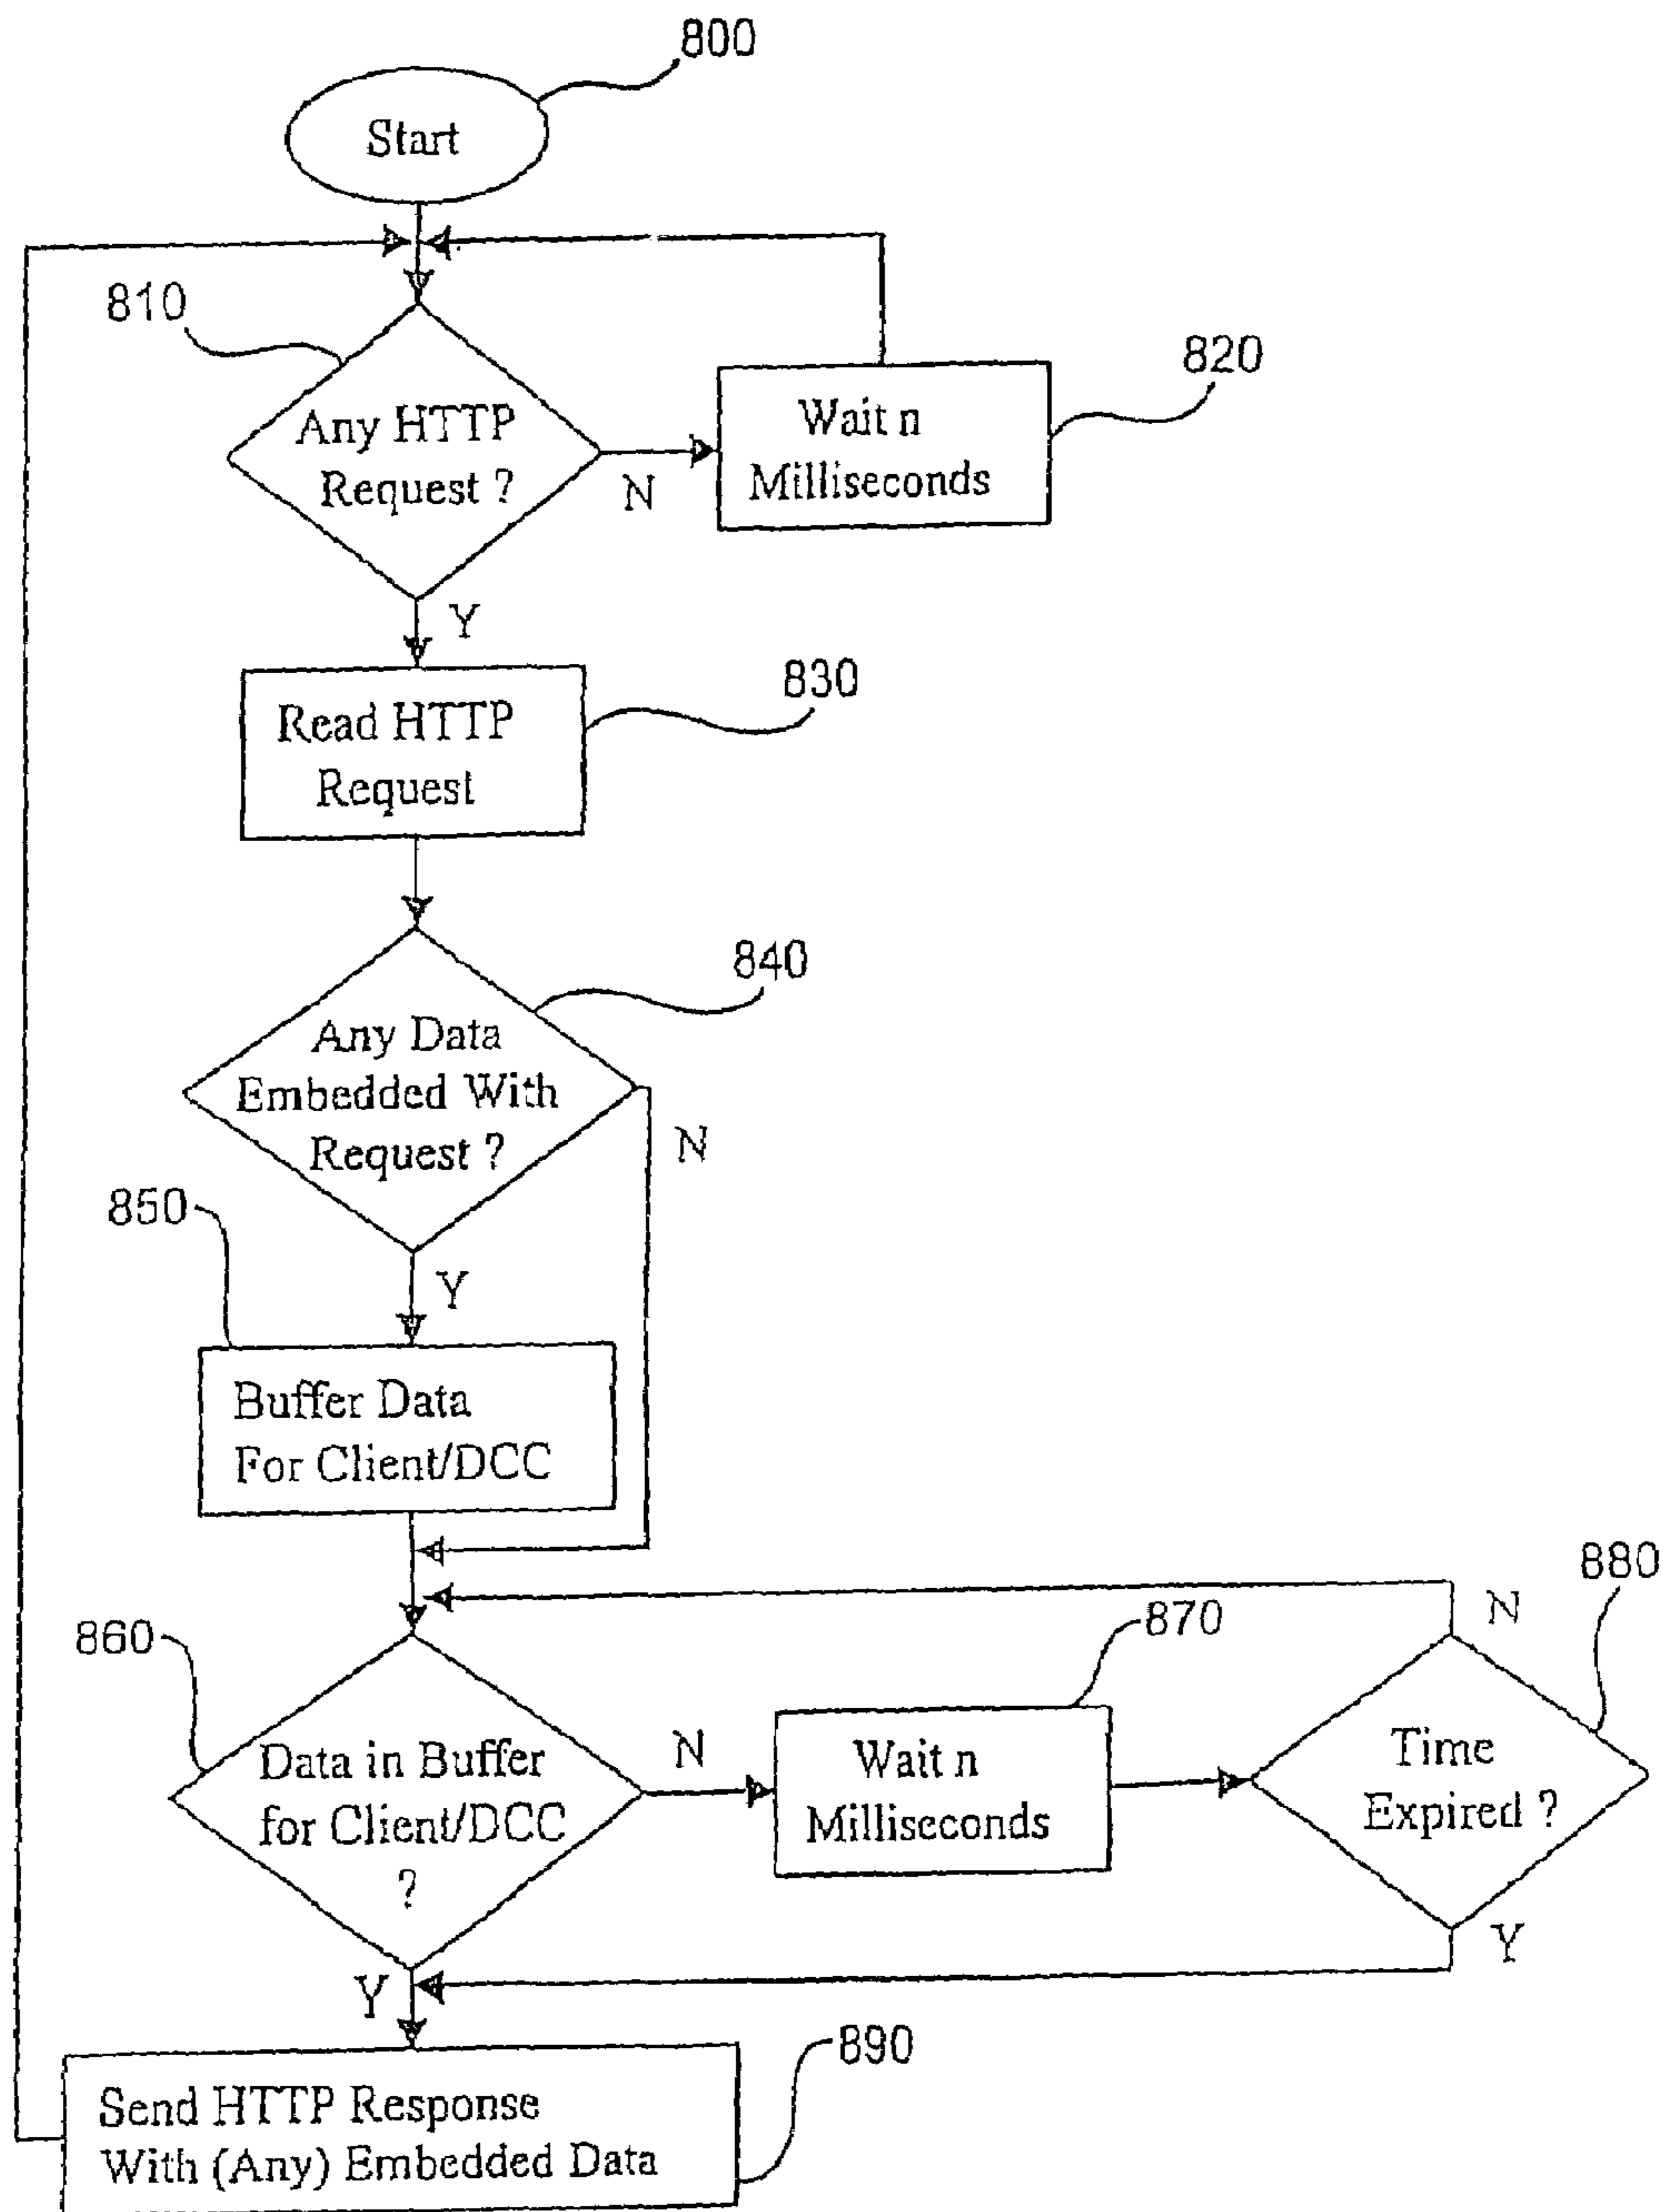 800
Start
810
Any HTTP
Request ?
N
Wait n
Milliseconds
820
Y
Read HTTP
Request
830
840
Any Data
Embedded With
Request ?
N
850
Y
Buffer Data
For Client/DCC
860
Data in Buffer
for Client/DCC
?
N
870
Wait n
Milliseconds
880
N
Time
Expired ?
Y
Y
890
Send HTTP Response
With (Any) Embedded Data